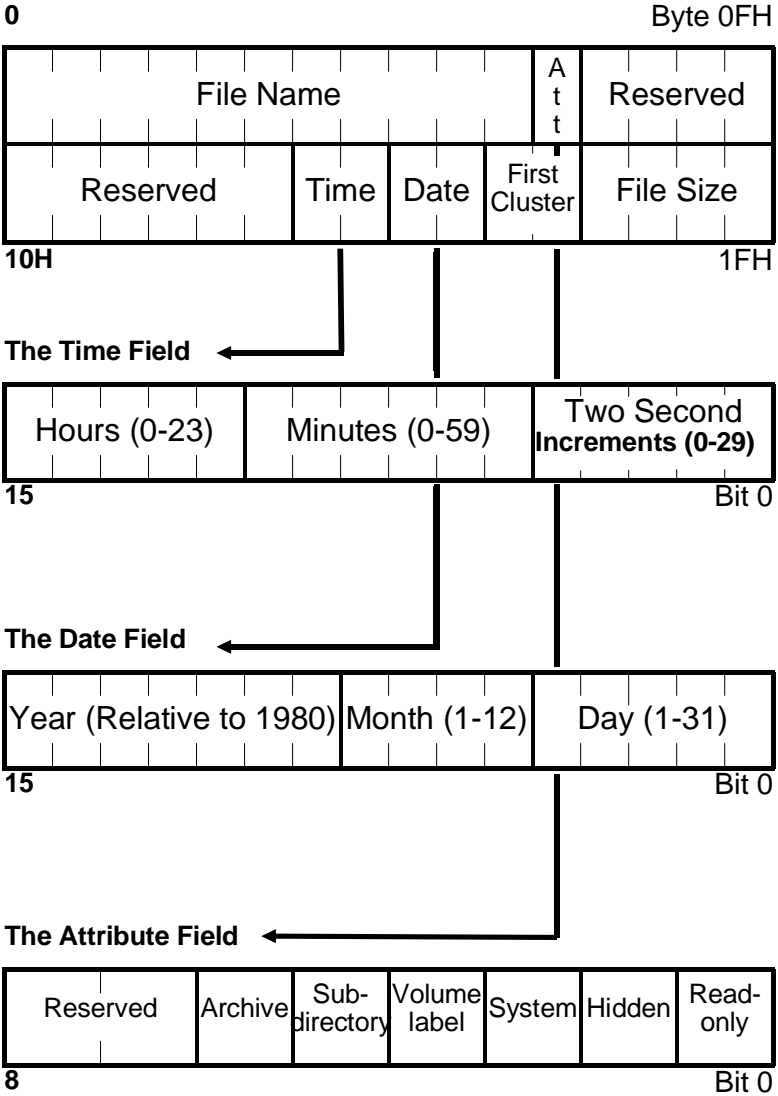 0 Byte 0FH
File Name A t t Reserved
Reserved Time Date First Cluster File Size
10H 1FH
The Time Field
Hours (0-23) Minutes (0-59) Two Second
Increments (0-29)
15 Bit 0
The Date Field
Year (Relative to 1980) Month (1-12) Day (1-31)
15 Bit 0
The Attribute Field
Reserved Archive Sub-directory Volume label System Hidden Read-only
8 Bit 0